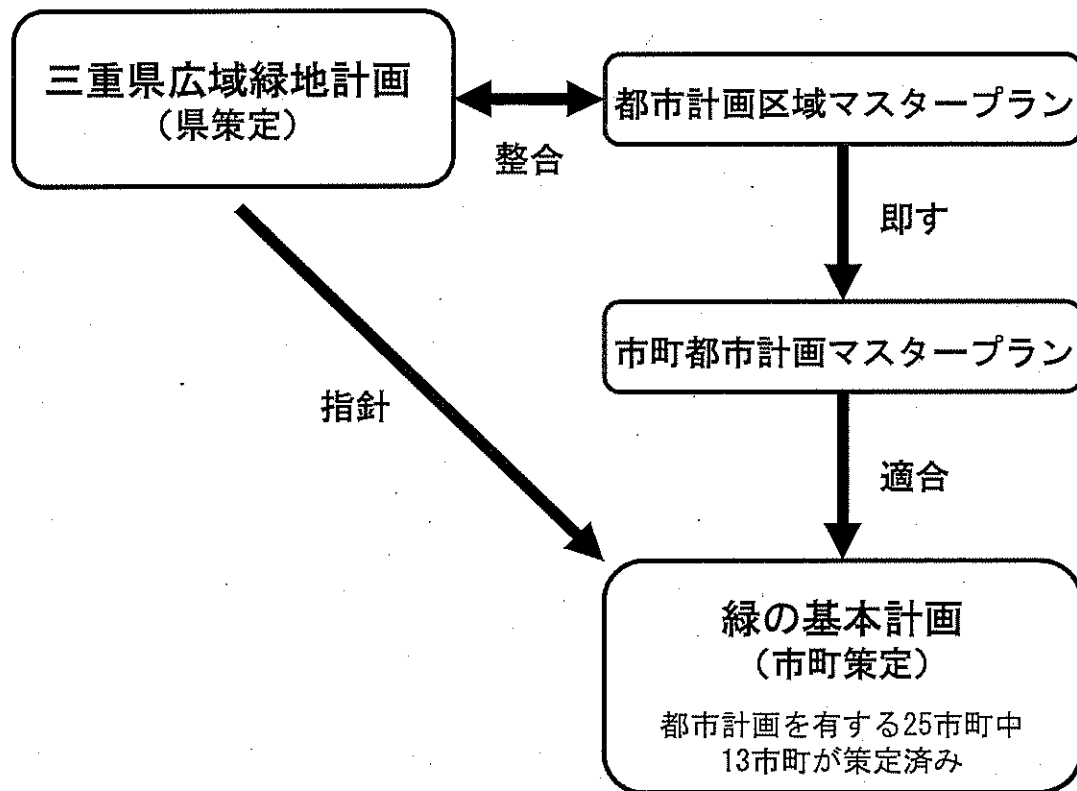 三重県広域緑地計画
（県策定）
整合
都市計画区域マスタープラン
即す
市町都市計画マスタープラン
指針
適合
緑の基本計画
（市町策定）
都市計画を有する25市町中
13市町が策定済み